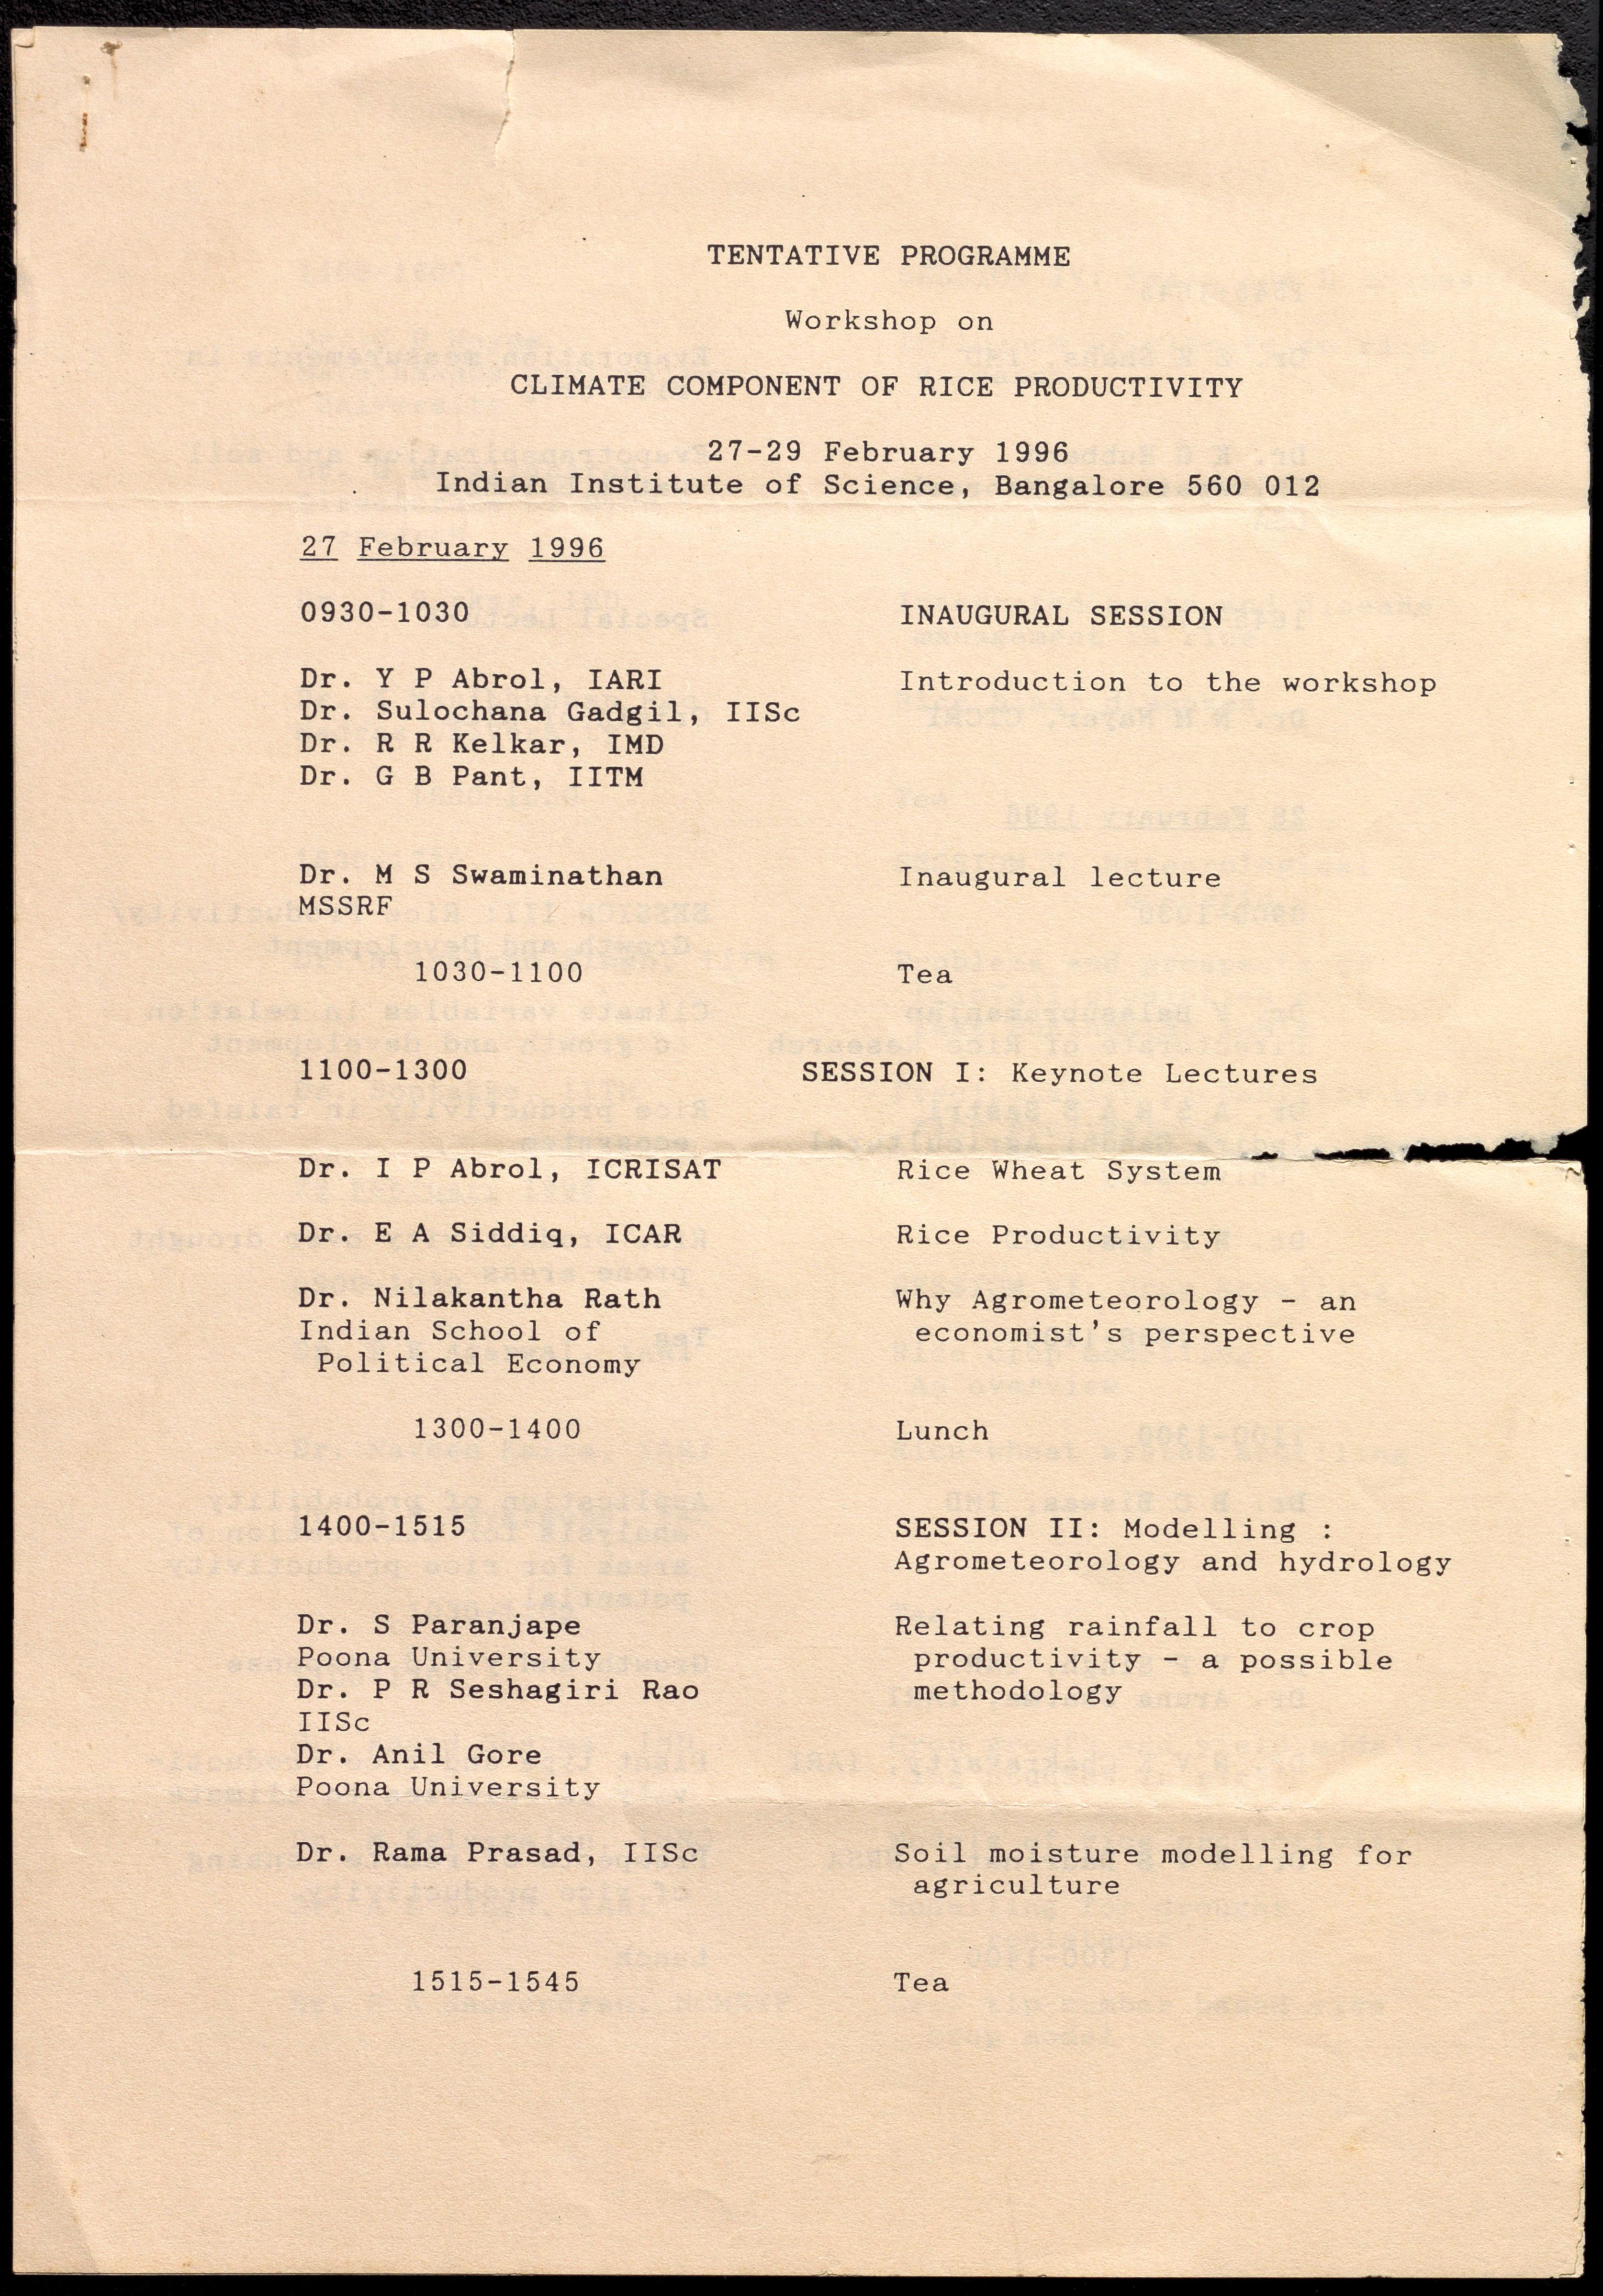 TENTATIVE PROGRAMME
Workshop on
CLIMATE COMPONENT OF RICE PRODUCTIVITY
27-29 February 1996
Indian Institute of Science, Bangalore 560 012
27 February 1996
0930-1030 INAUGURAL SESSION
Dr. Y P Abrol, IARI Introduction to the workshop
Dr. Sulochana Gadgil, IISc
Dr. R R Kelkar, IMD
Dr. G B Pant, IITM
Dr. M S Swaminathan Inaugural lecture
MSSRF
1030-1100 Tea
1100-1300 SESSION I: Keynote Lectures
Dr. I P Abrol, ICRISAT Rice Wheat System
Dr. E A Siddiq, ICAR Rice Productivity
Dr. Nilakantha Rath Why Agrometeorology - an
Indian School of economist's perspective
Political Economy
1300-1400 Lunch
1400-1515 SESSION II: Modelling :
Agrometeorology and hydrology
Dr. S Paranjape Relating rainfall to crop
Poona University productivity - a possible
Dr. P R Seshagiri Rao methodology
IISc
Dr. Anil Gore
Poona University
Dr. Rama Prasad, IISc Soil moisture modelling for
agriculture
1515-1545 Tea